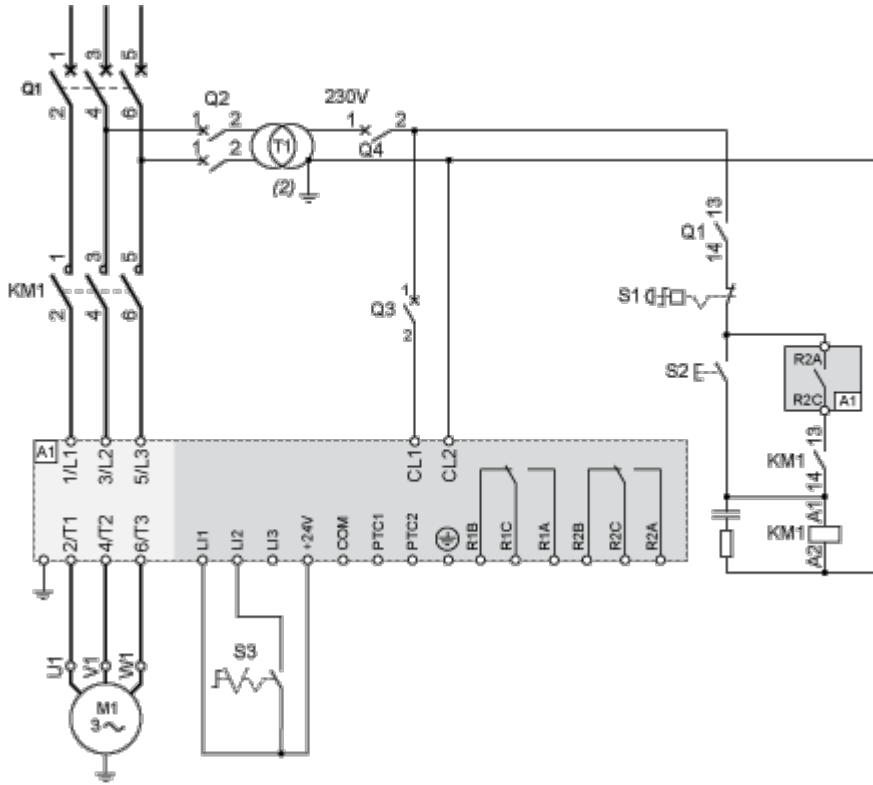 1 3 5
Q1
2 4 6
Q2
1 2
1 2
T1
(2)
230V
1 2
Q4
13
Q1
14
1 3 5
KM1
2 4 6
1
Q3
2
S1
S2
R2A
R2C A1
13
KM1
14
A1
KM1
A2
A1 1/L1 3/L2 5/L3 CL1 CL2
2/T1 4/T2 6/T3 LI1 LI2 LI3 +24V COM PTC1 PTC2 R1B R1C R1A R2B R2C R2A
S3
U1 V1 W1
M1
3